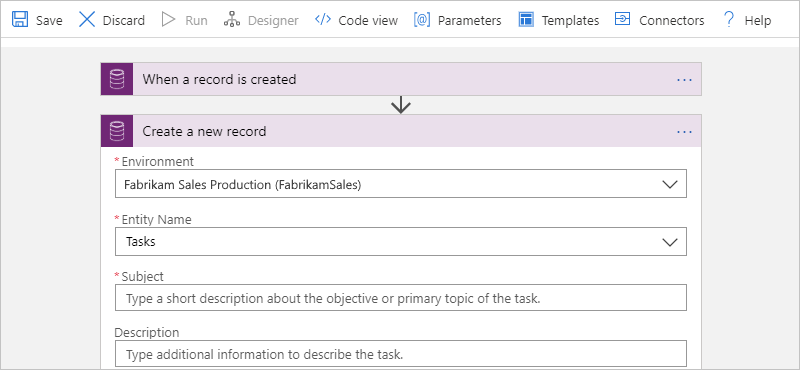 Save Discard Run Designer Code view [@] Parameters Templates Connectors ? Help
When a record is created ...
Create a new record ...
* Environment
Fabrikam Sales Production (FabrikamSales)
* Entity Name
Tasks
* Subject
Type a short description about the objective or primary topic of the task.
Description
Type additional information to describe the task.